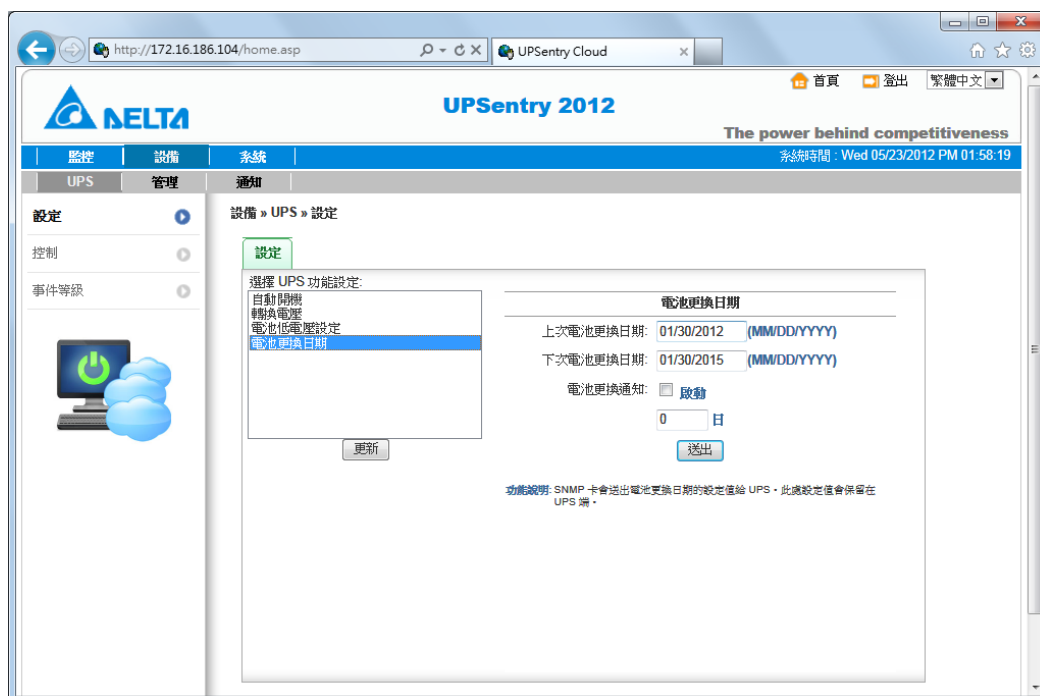 http://172.16.186.104/home.asp
UPSentry Cloud
首頁 登出 繁體中文
DELTA
UPSentry 2012
The power behind competitiveness
監控 設備 系統
系統時間 : Wed 05/23/2012 PM 01:58:19
UPS 管理 通知
設定
控制
事件等級
設備 » UPS » 設定
設定
選擇 UPS 功能設定:
自動開機
轉換電壓
電池低電壓設定
電池更換日期
更新
電池更換日期
上次電池更換日期: 01/30/2012 (MM/DD/YYYY)
下次電池更換日期: 01/30/2015 (MM/DD/YYYY)
電池更換通知: 啟動
0 日
送出
功能說明: SNMP 卡會送出電池更換日期的設定值給 UPS，此處設定值會保留在
UPS 端。